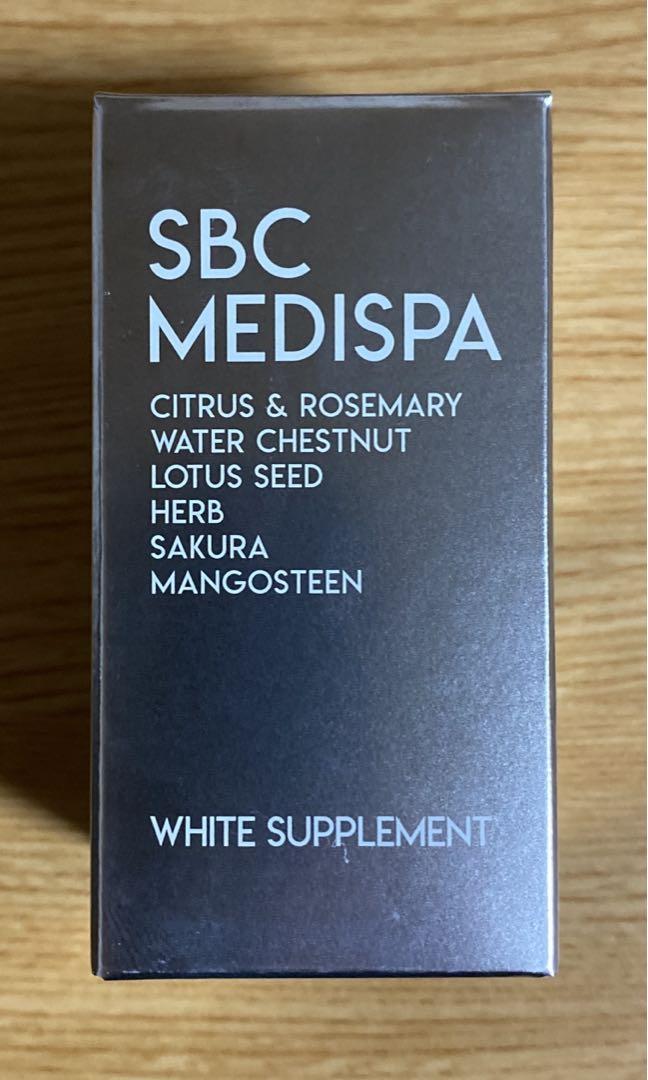 SBC
MEDISPA
CITRUS & ROSEMARY
WATER CHESTNUT
LOTUS SEED
HERB
SAKURA
MANGOSTEEN
WHITE SUPPLEMENT